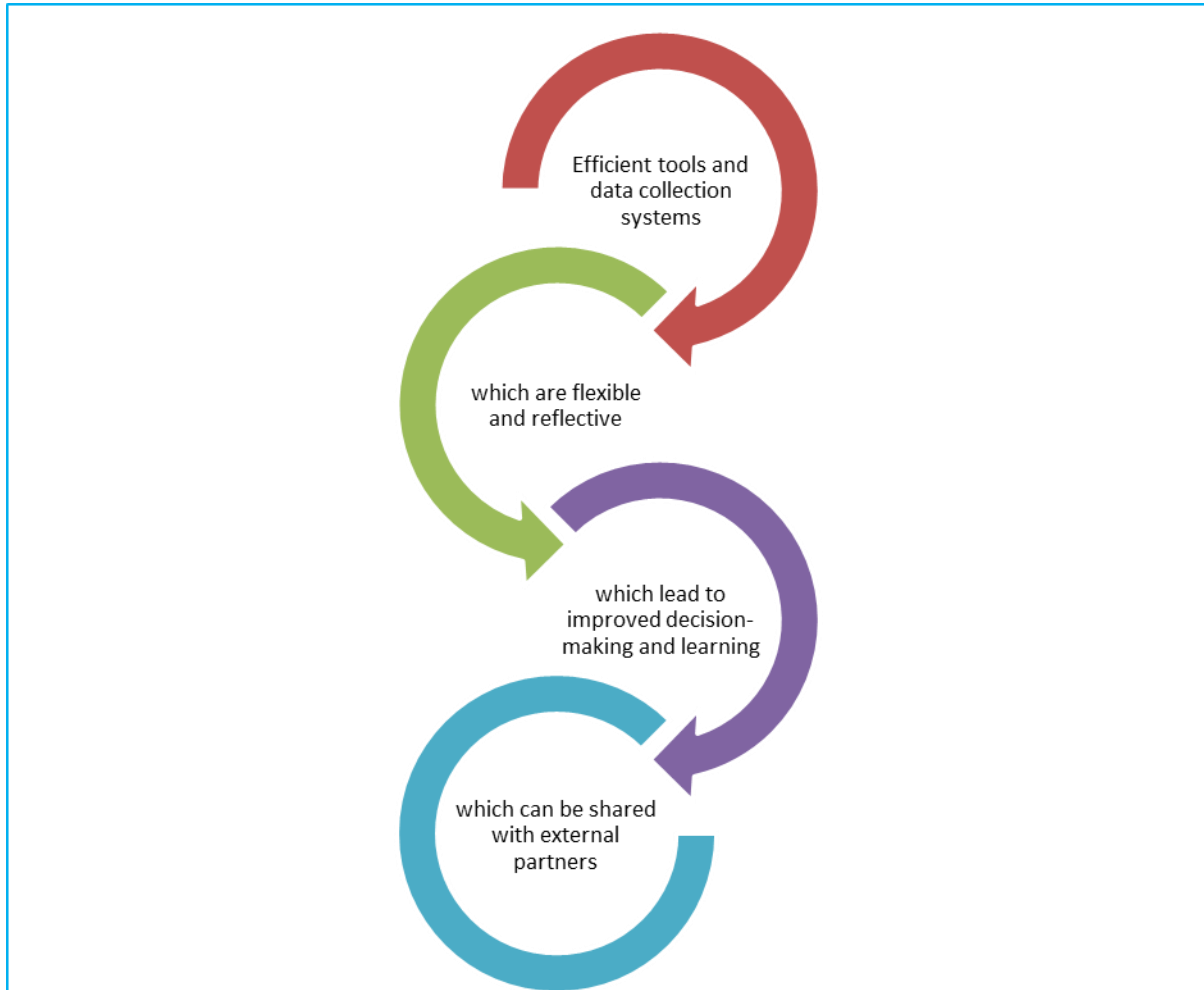 Efficient tools and
data collection
systems
which are flexible
and reflective
which lead to
improved decision-
making and learning
which can be shared
with external
partners